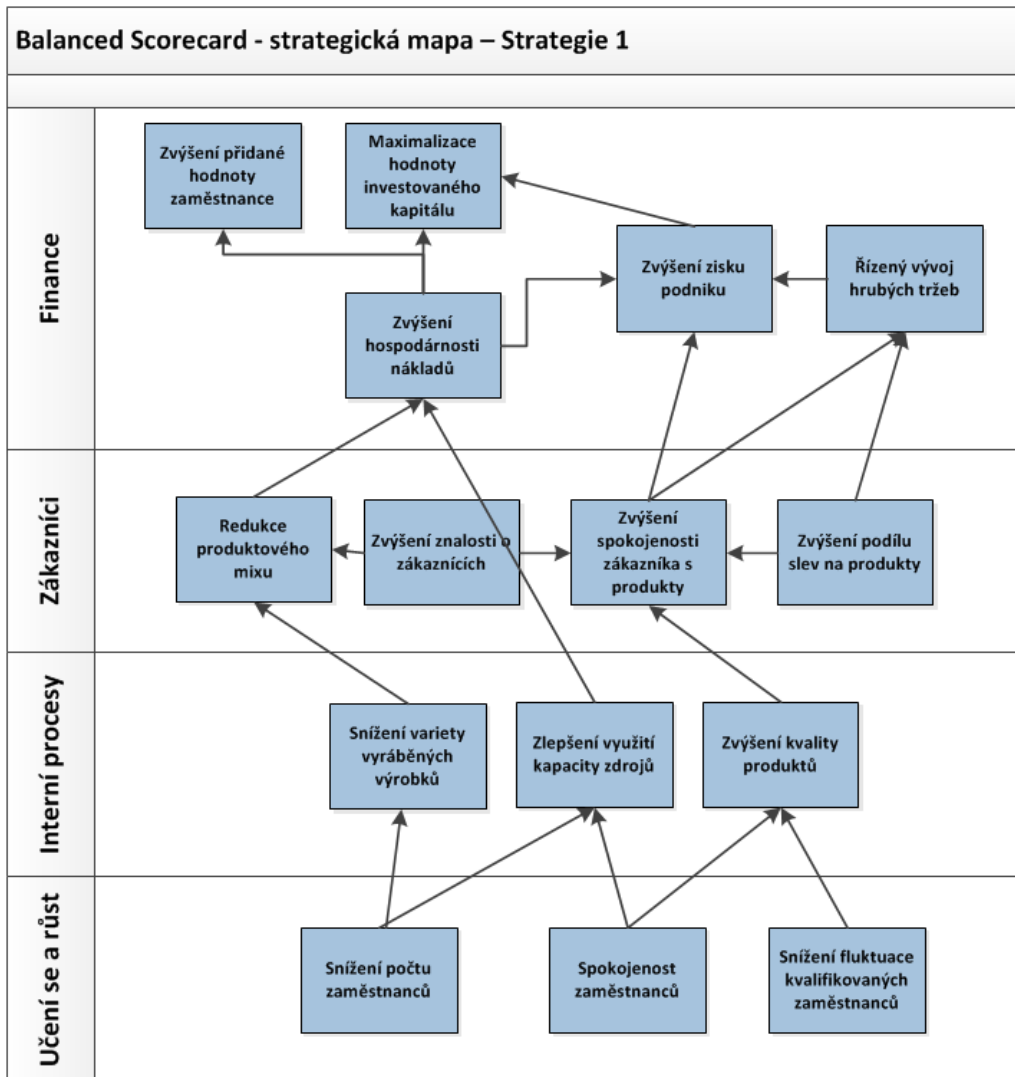 Balanced Scorecard - strategická mapa – Strategie 1
Finance
Zvýšení přidané
hodnoty
zaměstnance
Maximalizace
hodnoty
investovaného
kapitálu
Zvýšení zisku
podniku
Řízený vývoj
hrubých tržeb
Zvýšení
hospodárnosti
nákladů
Zákazníci
Redukce
produktového
mixu
Zvýšení znalosti o
zákaznících
Zvýšení
spokojenosti
zákazníka s
produkty
Zvýšení podílu
slev na produkty
Interní procesy
Snížení variety
vyráběných
výrobků
Zlepšení využití
kapacity zdrojů
Zvýšení kvality
produktů
Učení se a růst
Snížení počtu
zaměstnanců
Spokojenost
zaměstnanců
Snížení fluktuace
kvalifikovaných
zaměstnanců